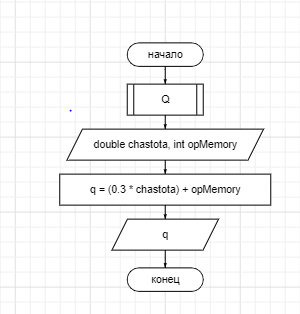 начало
Q
double chastota, int opMemory
q = (0.3 * chastota) + opMemory
q
конец